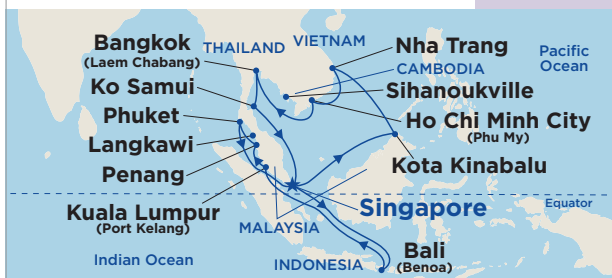 Bangkok
(Laem Chabang)
THAILAND
VIETNAM
Nha Trang
Pacific
Ocean
CAMBODIA
Ko Samui
Sihanoukville
Phuket
Ho Chi Minh City
(Phu My)
Langkawi
Penang
Kota Kinabalu
Kuala Lumpur
(Port Kelang)
Singapore
Equator
MALAYSIA
Bali
(Benoa)
Indian Ocean
INDONESIA